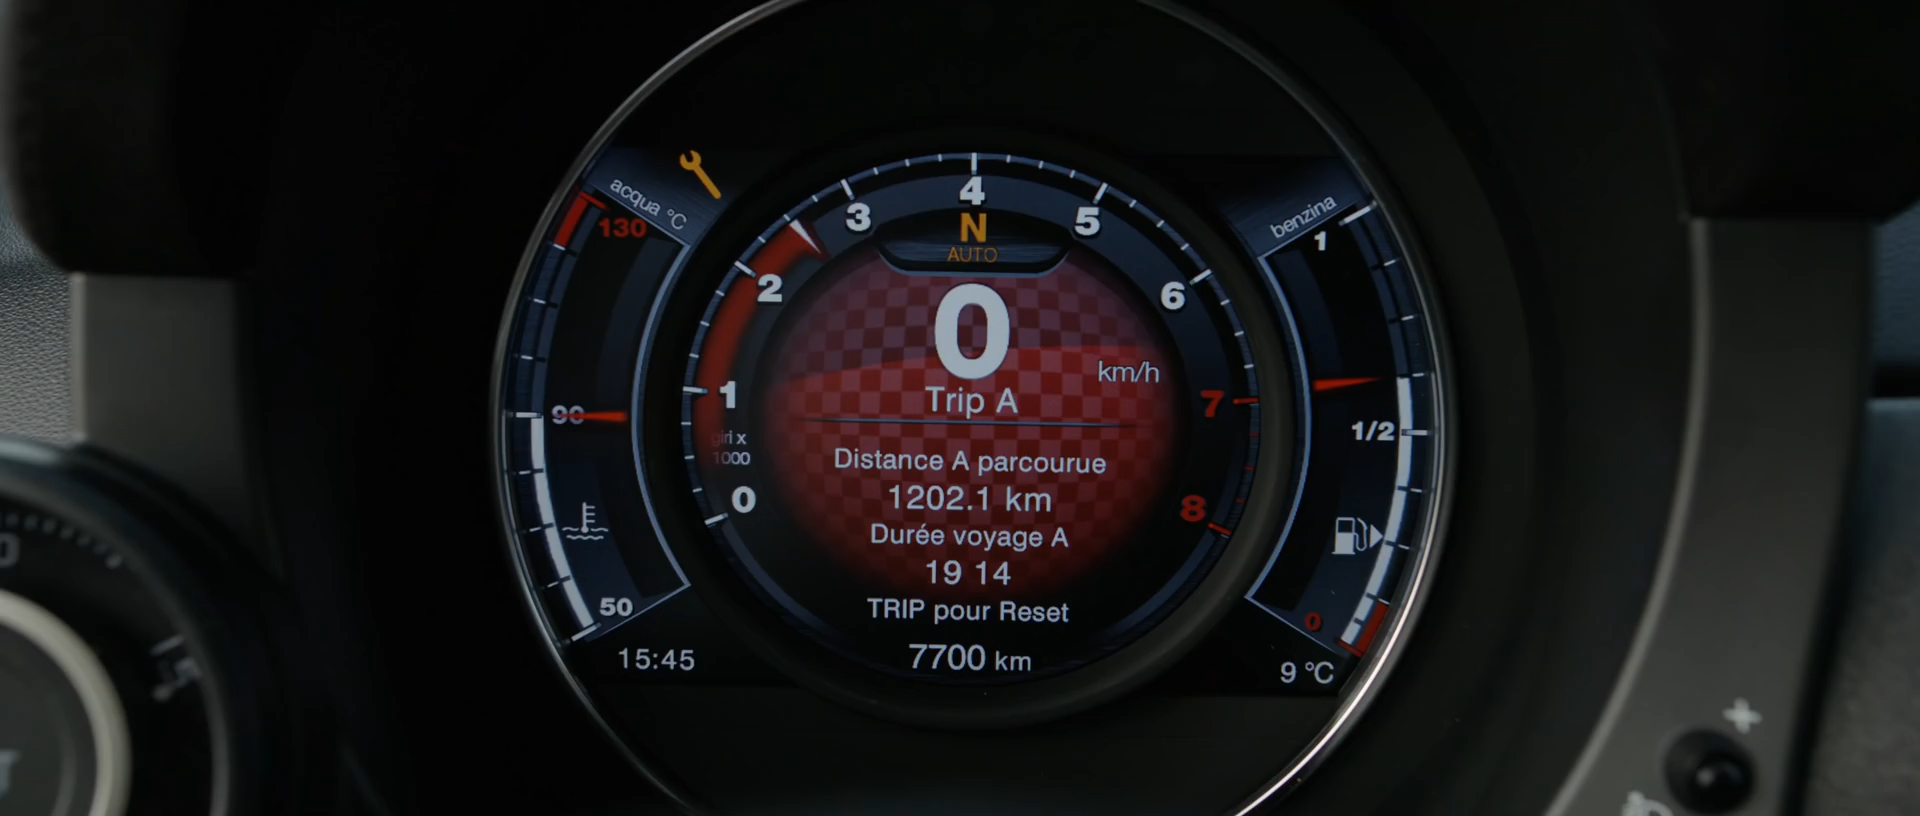 acqua °C
130
90
50
15:45
3
4
5
2
6
1
7
0
8
giri x
1000
N
AUTO
0
km/h
Trip A
Distance A parcourue
1202.1 km
Durée voyage A
19 14
TRIP pour Reset
7700 km
benzina
1
1/2
0
9 °C